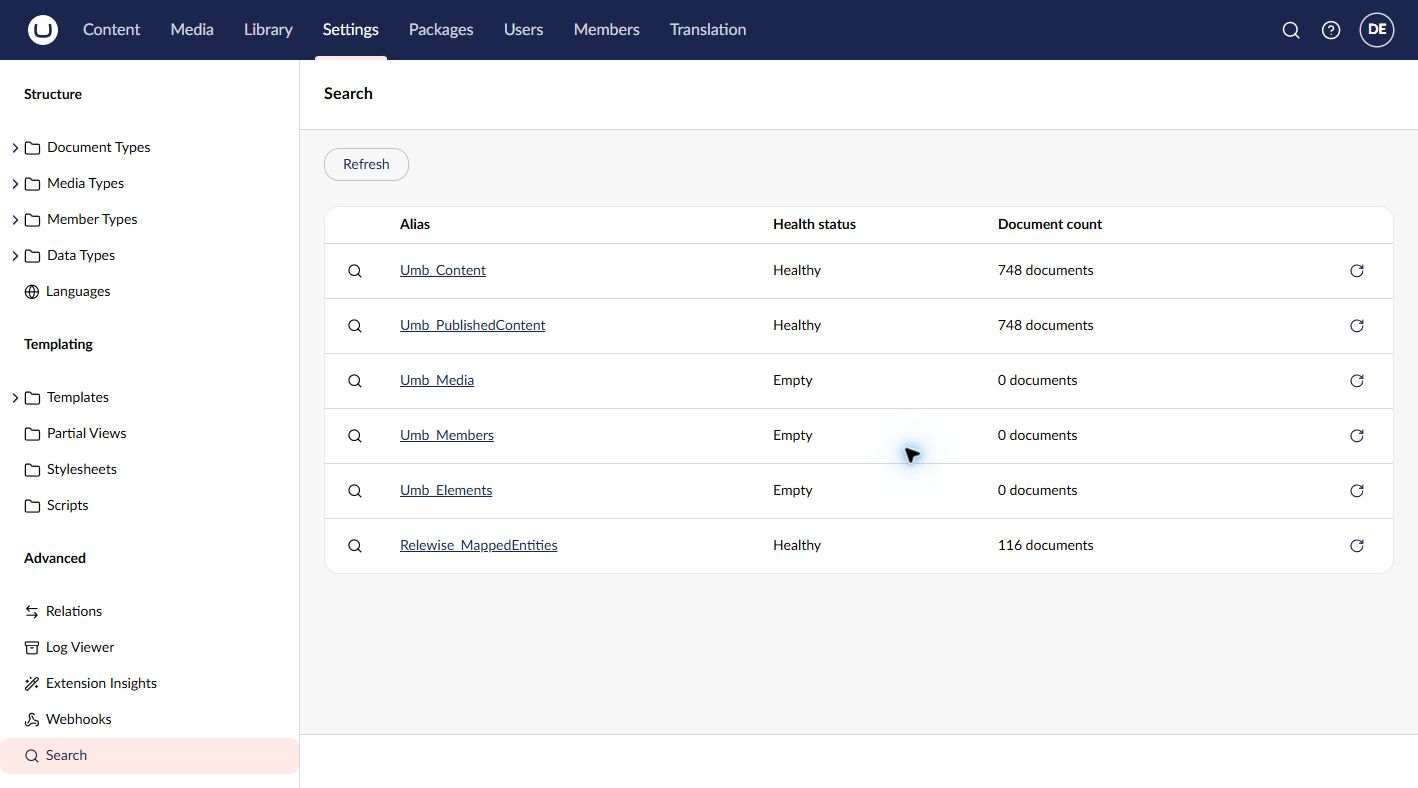 Content Media Library Settings Packages Users Members Translation DE
Structure
Document Types
Media Types
Member Types
Data Types
Languages
Templating
Templates
Partial Views
Stylesheets
Scripts
Advanced
Relations
Log Viewer
Extension Insights
Webhooks
Search
Search
Refresh
Alias Health status Document count
Umb_Content Healthy 748 documents
Umb_PublishedContent Healthy 748 documents
Umb_Media Empty 0 documents
Umb_Members Empty 0 documents
Umb_Elements Empty 0 documents
Relewise_MappedEntities Healthy 116 documents